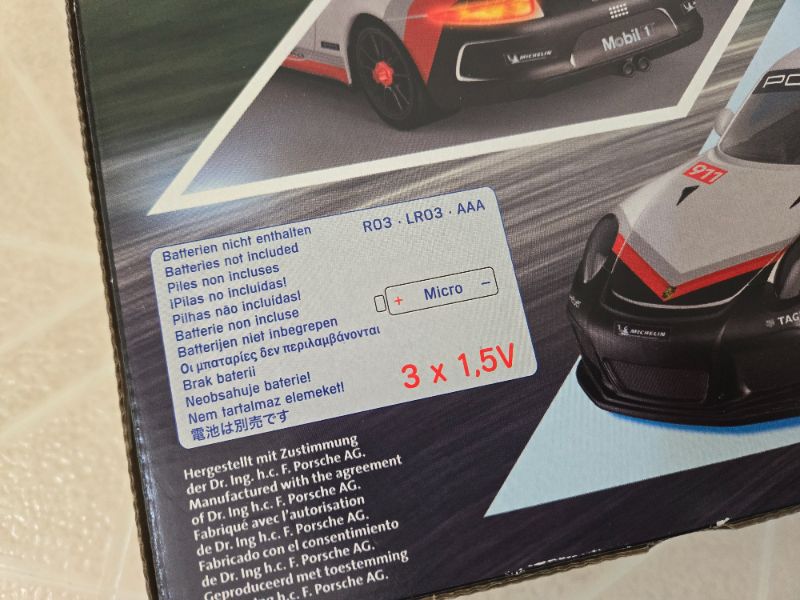 MICHELIN
Mobil 1
911
MICHELIN
TAG
Batterien nicht enthalten
Batteries not included
Piles non incluses
¡Pilas no incluidas!
Pilhas não incluídas!
Batterie non incluse
Batterijen niet inbegrepen
Οι μπαταρίες δεν περιλαμβάνονται
Brak baterii
Neobsahuje baterie!
Nem tartalmaz elemeket!
電池は別売です
R03 · LR03 · AAA
+ Micro −
3 x 1,5V
Hergestellt mit Zustimmung
der Dr. Ing. h.c. F. Porsche AG.
Manufactured with the agreement
of Dr. Ing h.c. F. Porsche AG.
Fabriqué avec l'autorisation
de Dr. Ing h.c. F. Porsche AG.
Fabricado con el consentimiento
de Dr. Ing h.c. F. Porsche AG.
Geproduceerd met toestemming
Ing h.c. F. Porsche AG.